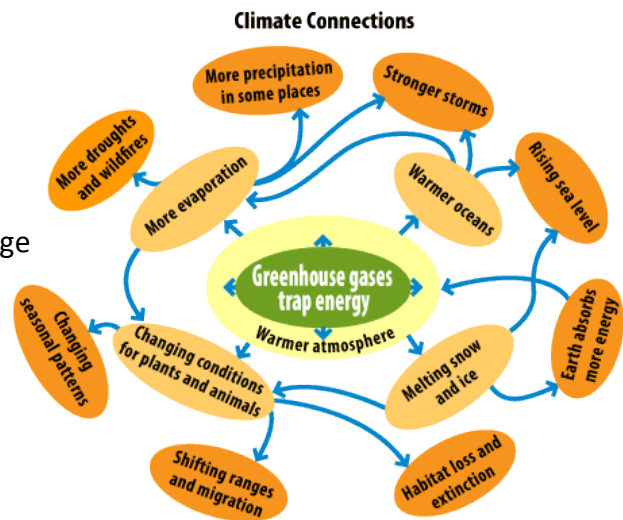 Climate Connections
More precipitation
in some places
Stronger storms
More droughts
and wildfires
More evaporation
Warmer oceans
Rising sea level
ge
Greenhouse gases
trap energy
Warmer atmosphere
Changing
seasonal patterns
Changing conditions
for plants and animals
Melting snow
and ice
Earth absorbs
more energy
Shifting ranges
and migration
Habitat loss and
extinction